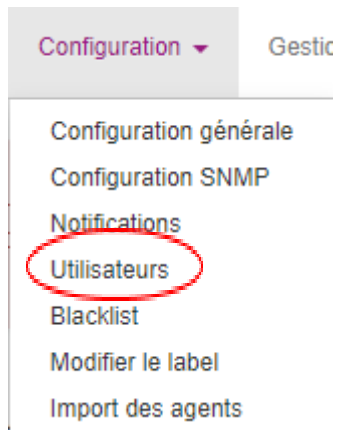 Configuration Gestic
Configuration générale
Configuration SNMP
Notifications
Utilisateurs
Blacklist
Modifier le label
Import des agents